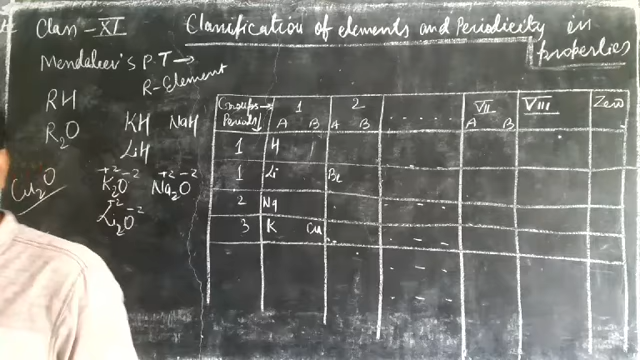 Class - XI
Classification of elements and Periodicity in
properties
Mendaleev's P.T →
R - Element
RH
R₂O
KH NaH
LiH
K₂O Na₂O
Li₂O
Cu₂O
Groups → 1 2 ..... VII VIII Zero
Periods ↓ A B A B A B
1 H
1 Li Be
2 Na
3 K Cu